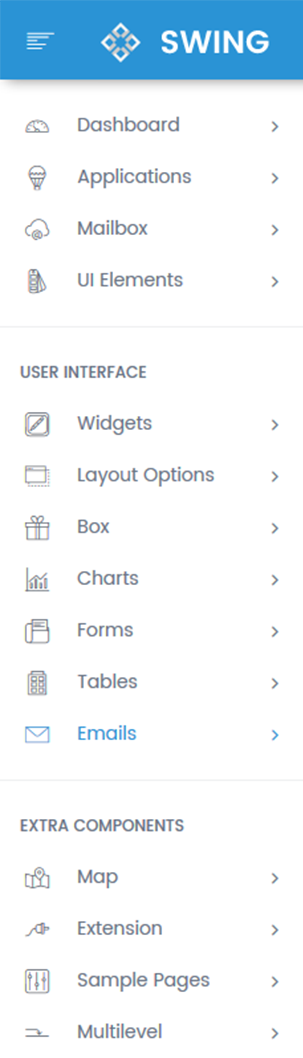 SWING
Dashboard
Applications
Mailbox
UI Elements
USER INTERFACE
Widgets
Layout Options
Box
Charts
Forms
Tables
Emails
EXTRA COMPONENTS
Map
Extension
Sample Pages
Multilevel